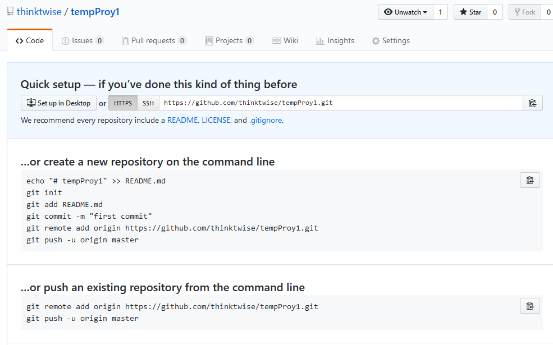 thinktwise / tempProy1
Unwatch 1 Star 0 Fork 0
Code Issues 0 Pull requests 0 Projects 0 Wiki Insights Settings
Quick setup — if you've done this kind of thing before
Set up in Desktop or HTTPS SSH https://github.com/thinktwise/tempProy1.git
We recommend every repository include a README, LICENSE, and .gitignore.
...or create a new repository on the command line
echo "# tempProy1" >> README.md
git init
git add README.md
git commit -m "first commit"
git remote add origin https://github.com/thinktwise/tempProy1.git
git push -u origin master
...or push an existing repository from the command line
git remote add origin https://github.com/thinktwise/tempProy1.git
git push -u origin master